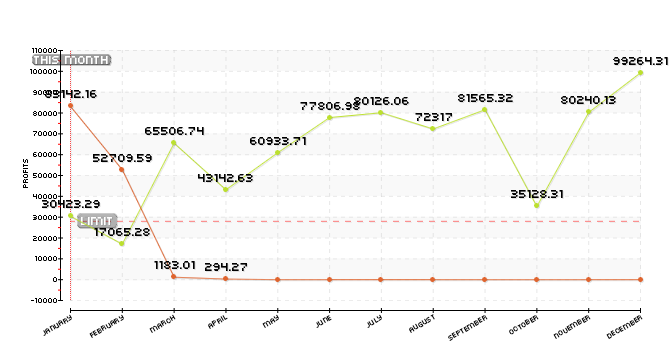 110000
THIS MONTH
99264.31
100000
90000
83142.16
77806.98
80126.06
81565.32
80240.13
80000
72317
70000
65506.74
60933.71
60000
52709.59
50000
43142.63
40000
35128.31
30423.29
30000
LIMIT
17065.28
20000
10000
1183.01
294.27
0
-10000
PROFITS
JANUARY
FEBRUARY
MARCH
APRIL
MAY
JUNE
JULY
AUGUST
SEPTEMBER
OCTOBER
NOVEMBER
DECEMBER